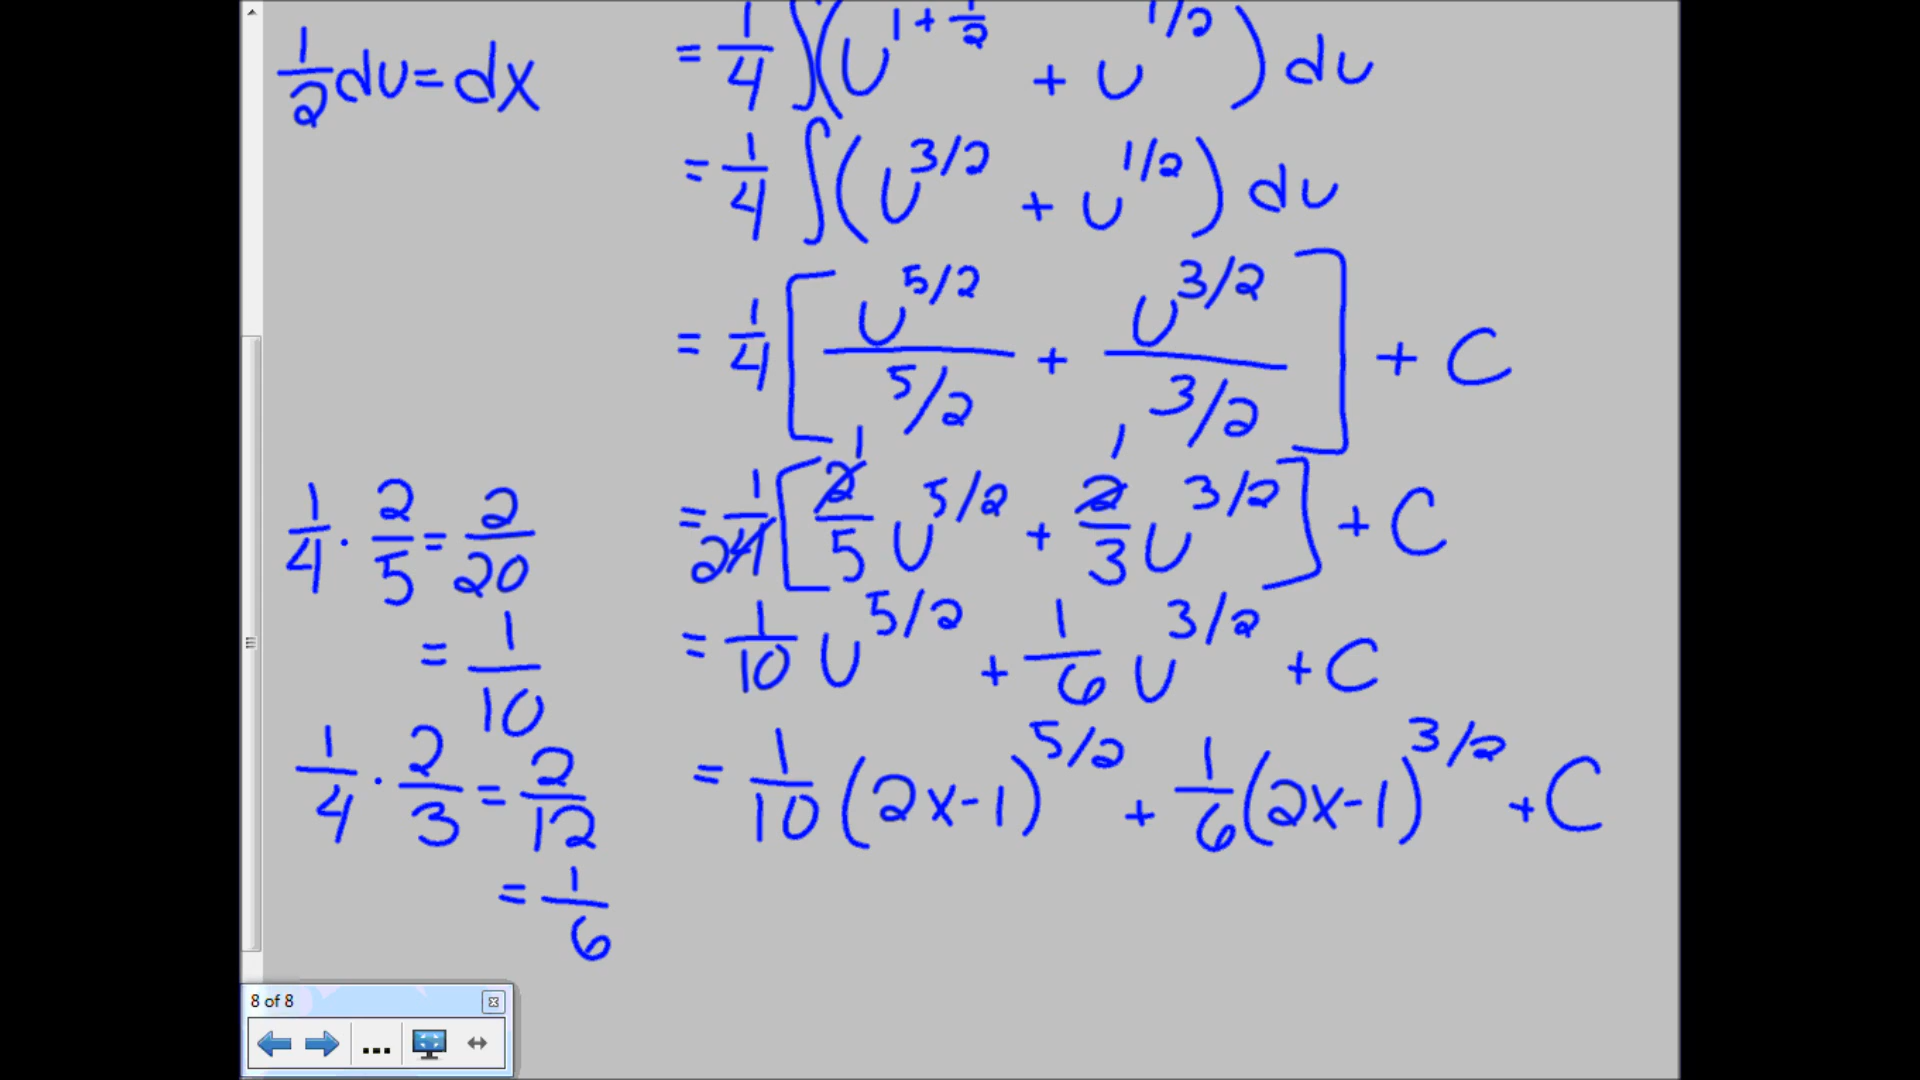 1/2 du = dx
= 1/4 ∫(u^(1+1/2) + u^(1/2)) du
= 1/4 ∫(u^(3/2) + u^(1/2)) du
= 1/4 [u^(5/2) / (5/2) + u^(3/2) / (3/2)] + C
1/4 · 2/5 = 2/20
= 1/10
= 1/4 2 [2/5 1 u^(5/2) + 2/3 1 u^(3/2)] + C
= 1/10 u^(5/2) + 1/6 u^(3/2) + C
1/4 · 2/3 = 2/12
= 1/6
= 1/10 (2x-1)^(5/2) + 1/6 (2x-1)^(3/2) + C
8 of 8
...